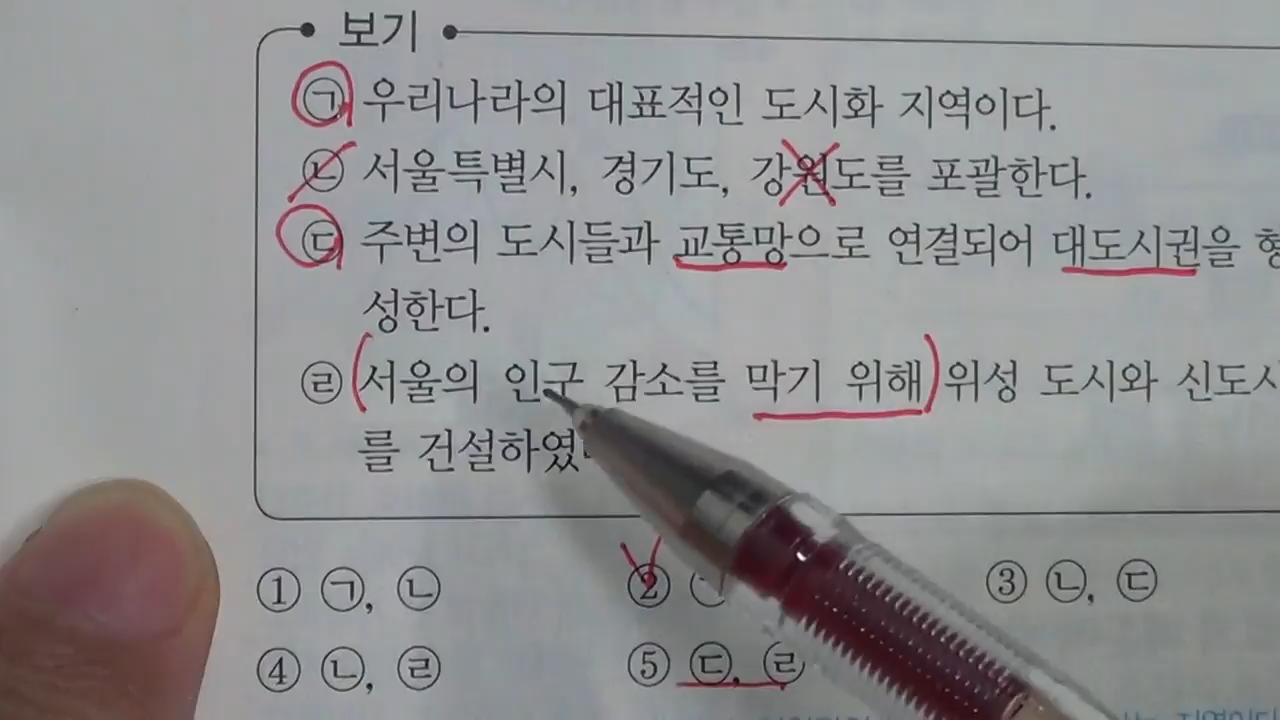 보기
㉠ 우리나라의 대표적인 도시화 지역이다.
㉡ 서울특별시, 경기도, 강원도를 포괄한다.
㉢ 주변의 도시들과 교통망으로 연결되어 대도시권을 형
성한다.
㉣ (서울의 인구 감소를 막기 위해) 위성 도시와 신도시
를 건설하였
① ㉠, ㉡
② ㉠
③ ㉡, ㉢
④ ㉡, ㉣
⑤ ㉢, ㉣